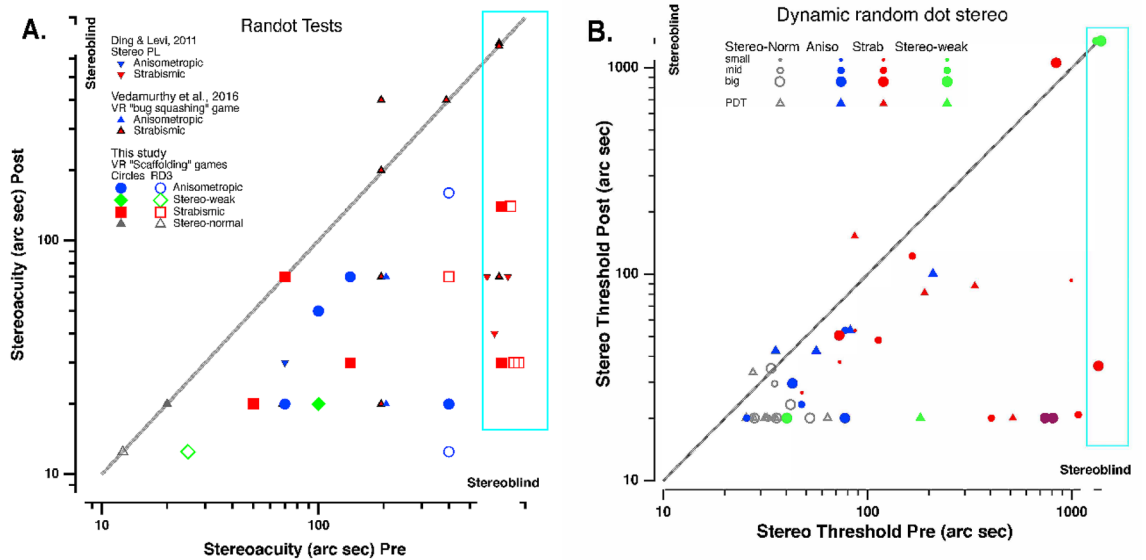 A.
Randot Tests
Stereoblind
Ding & Levi, 2011
Stereo PL
Anisometropic
Strabismic
Vedamurthy et al., 2016
VR "bug squashing" game
Anisometropic
Strabismic
This study
VR "Scaffolding" games
Circles RD3
Anisometropic
Stereo-weak
Strabismic
Stereo-normal
Stereoacuity (arc sec) Post
100
10
Stereoblind
10
100
Stereoacuity (arc sec) Pre
B.
Dynamic random dot stereo
Stereoblind
Stereo-Norm Aniso Strab Stereo-weak
small
mid
big
PDT
Stereo Threshold Post (arc sec)
1000
100
10
Stereoblind
10
100
1000
Stereo Threshold Pre (arc sec)